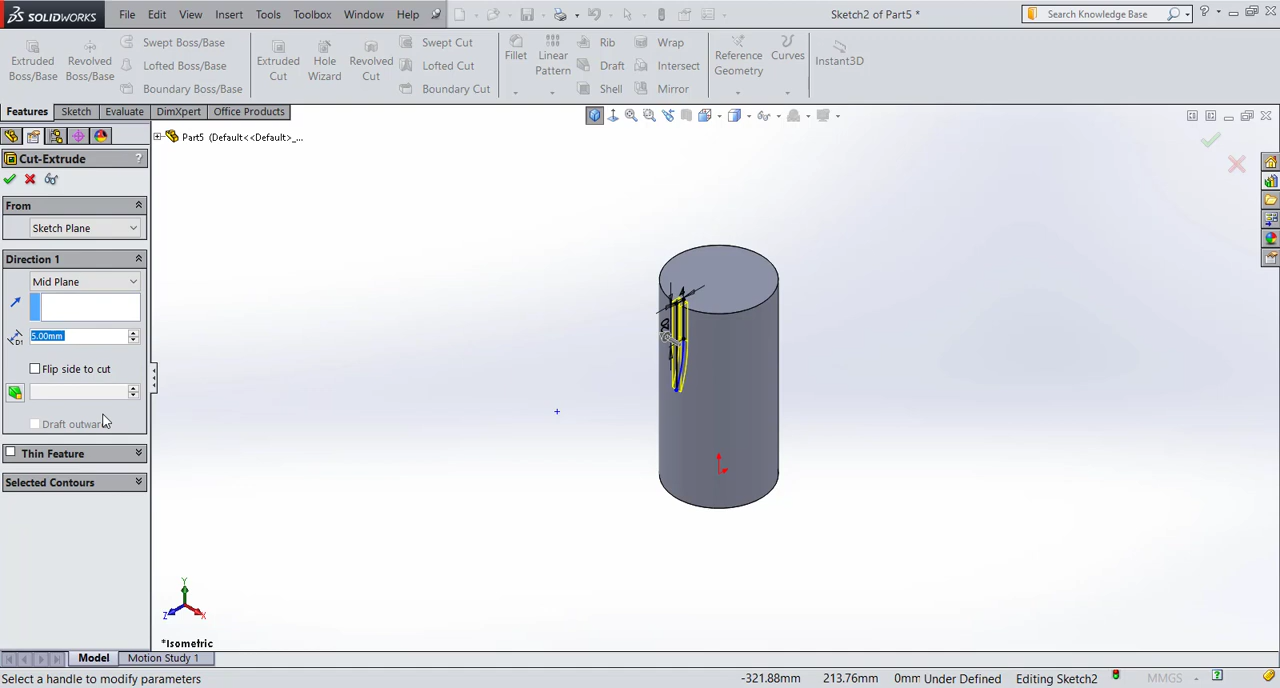 SOLIDWORKS File Edit View Insert Tools Toolbox Window Help Sketch2 of Part5 * Search Knowledge Base
Extruded Boss/Base
Revolved Boss/Base
Swept Boss/Base
Lofted Boss/Base
Boundary Boss/Base
Extruded Cut
Hole Wizard
Revolved Cut
Swept Cut
Lofted Cut
Boundary Cut
Fillet
Linear Pattern
Rib
Draft
Shell
Wrap
Intersect
Mirror
Reference Geometry
Curves
Instant3D
Features Sketch Evaluate DimXpert Office Products
Part5 (Default<<Default>_...
Cut-Extrude ?
From
Sketch Plane
Direction 1
Mid Plane
D1 5.00mm
Flip side to cut
Draft outwar
Thin Feature
Selected Contours
Y
Z X
*Isometric
Model Motion Study 1
Select a handle to modify parameters -321.88mm 213.76mm 0mm Under Defined Editing Sketch2 MMGS